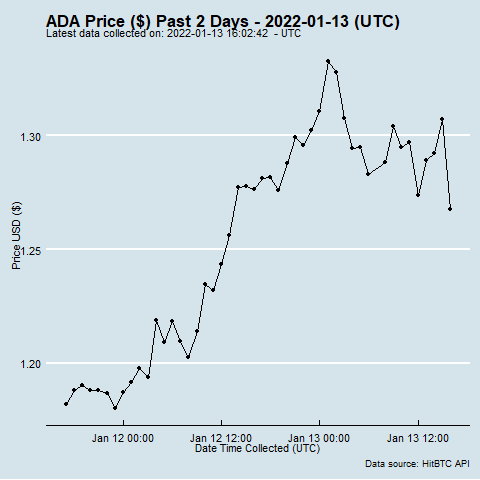 ADA Price ($) Past 2 Days - 2022-01-13 (UTC)
Latest data collected on: 2022-01-13 16:02:42 - UTC
1.30
1.25
1.20
Price USD ($)
Jan 12 00:00
Jan 12 12:00
Jan 13 00:00
Jan 13 12:00
Date Time Collected (UTC)
Data source: HitBTC API